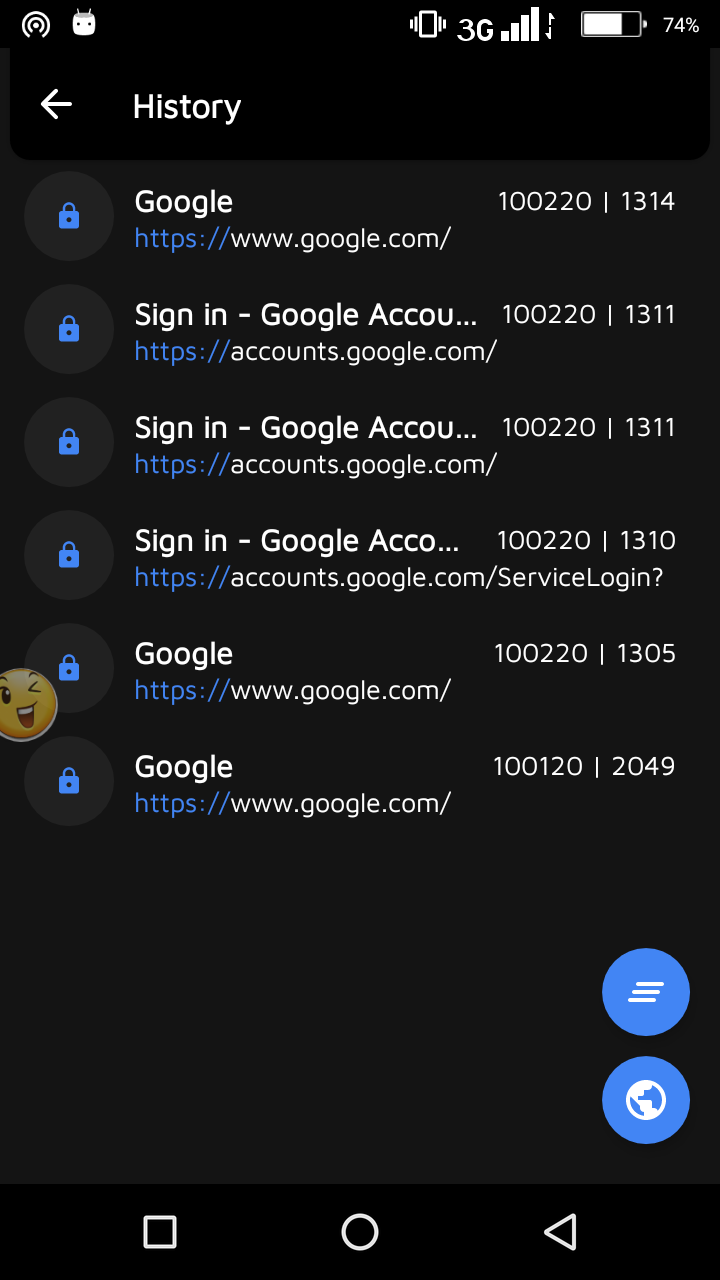 3G 74%
History
Google 100220 | 1314
https://www.google.com/
Sign in - Google Accou... 100220 | 1311
https://accounts.google.com/
Sign in - Google Accou... 100220 | 1311
https://accounts.google.com/
Sign in - Google Acco... 100220 | 1310
https://accounts.google.com/ServiceLogin?
Google 100220 | 1305
https://www.google.com/
Google 100120 | 2049
https://www.google.com/